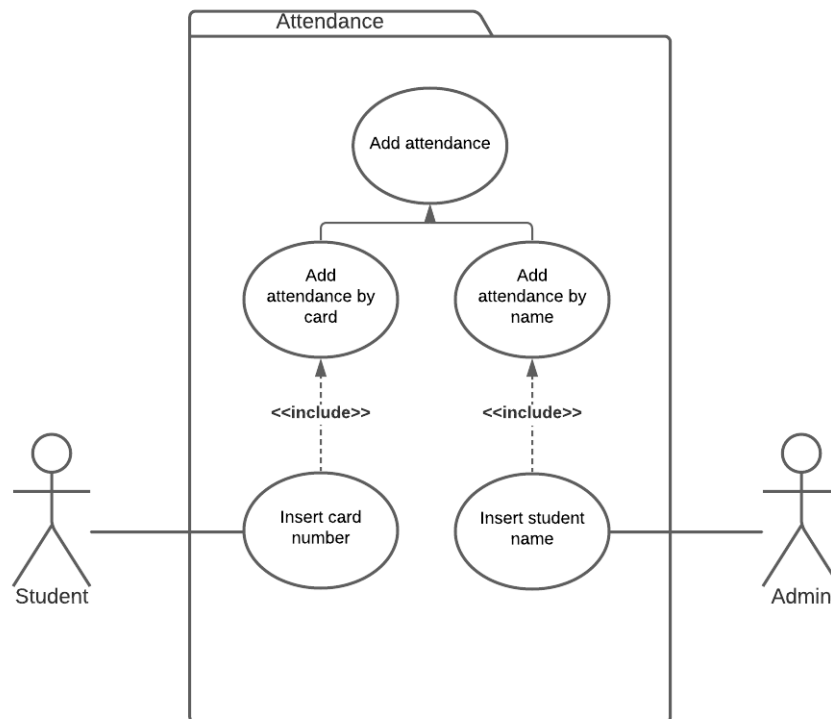 Attendance
Add attendance
Add
attendance by
card
Add
attendance by
name
<<include>>
<<include>>
Insert card
number
Insert student
name
Student
Admin